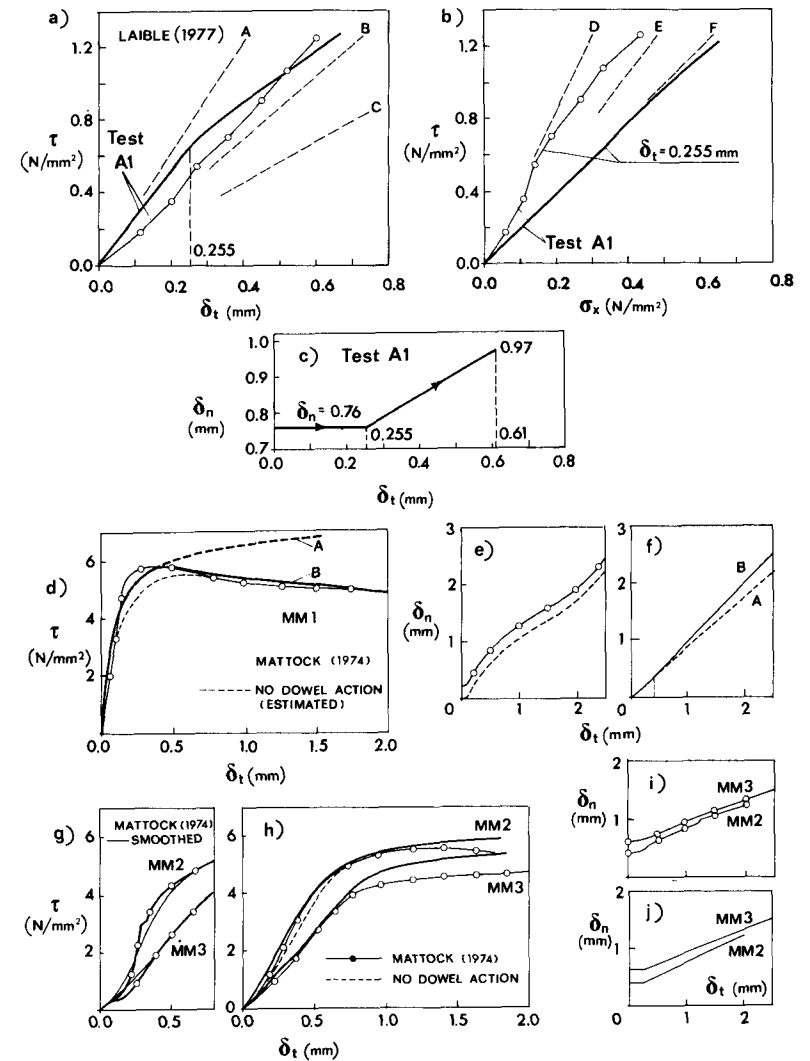 a)
LAIBLE (1977)
A
B
C
Test
A1
0.255
1.2
0.8
0.4
0.0
τ
(N/mm²)
0.0 0.2 0.4 0.6 0.8
δt (mm)
b)
D
E
F
δt = 0.255 mm
Test A1
1.2
0.8
0.4
0.0
τ
(N/mm²)
0.0 0.2 0.4 0.6 0.8
σx (N/mm²)
c) Test A1
0.97
δn = 0.76
0.255
0.61
1.0
0.9
0.8
0.7
δn
(mm)
0.0 0.2 0.4 0.6 0.8
δt (mm)
d)
A
B
MM1
MATTOCK (1974)
NO DOWEL ACTION
(ESTIMATED)
6
4
2
τ
(N/mm²)
0.0 0.5 1.0 1.5 2.0
δt (mm)
e)
3
2
1
0
δn
(mm)
1 2
f)
B
A
3
2
1
0
1 2
δt (mm)
g)
MATTOCK (1974)
SMOOTHED
MM2
MM3
6
4
2
τ
(N/mm²)
0.0 0.5
h)
MM2
MM3
MATTOCK (1974)
NO DOWEL ACTION
6
4
2
0
0.0 0.5 1.0 1.5 2.0
δt (mm)
i)
MM3
MM2
2
1
0
δn
(mm)
j)
MM3
MM2
δt (mm)
2
1
0
δn
(mm)
0 1 2